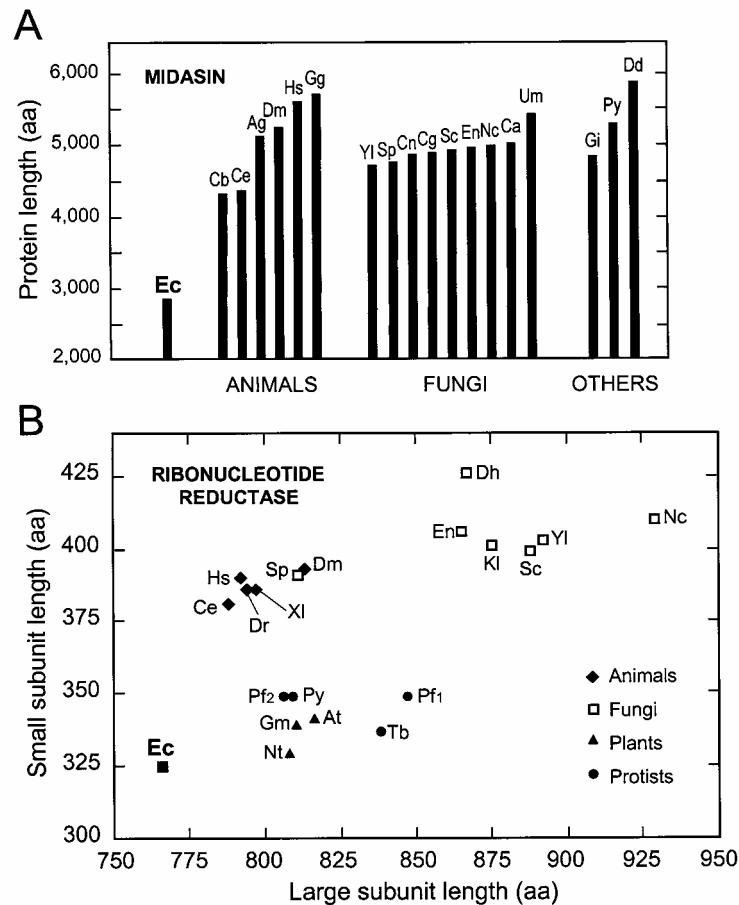 A
MIDASIN
Protein length (aa)
6,000
5,000
4,000
3,000
2,000
Ec
Cb
Ce
Ag
Dm
Hs
Gg
Yl
Sp
Cn
Cg
Sc
En
Nc
Ca
Um
Gi
Py
Dd
ANIMALS
FUNGI
OTHERS
B
RIBONUCLEOTIDE
REDUCTASE
Small subunit length (aa)
425
400
375
350
325
300
Dh
En
Nc
Kl
Sc
Yl
Sp
Dm
Hs
Ce
Dr
Xl
Pf2
Py
Pf1
Gm
At
Tb
Nt
Ec
Animals
Fungi
Plants
Protists
750
775
800
825
850
875
900
925
950
Large subunit length (aa)